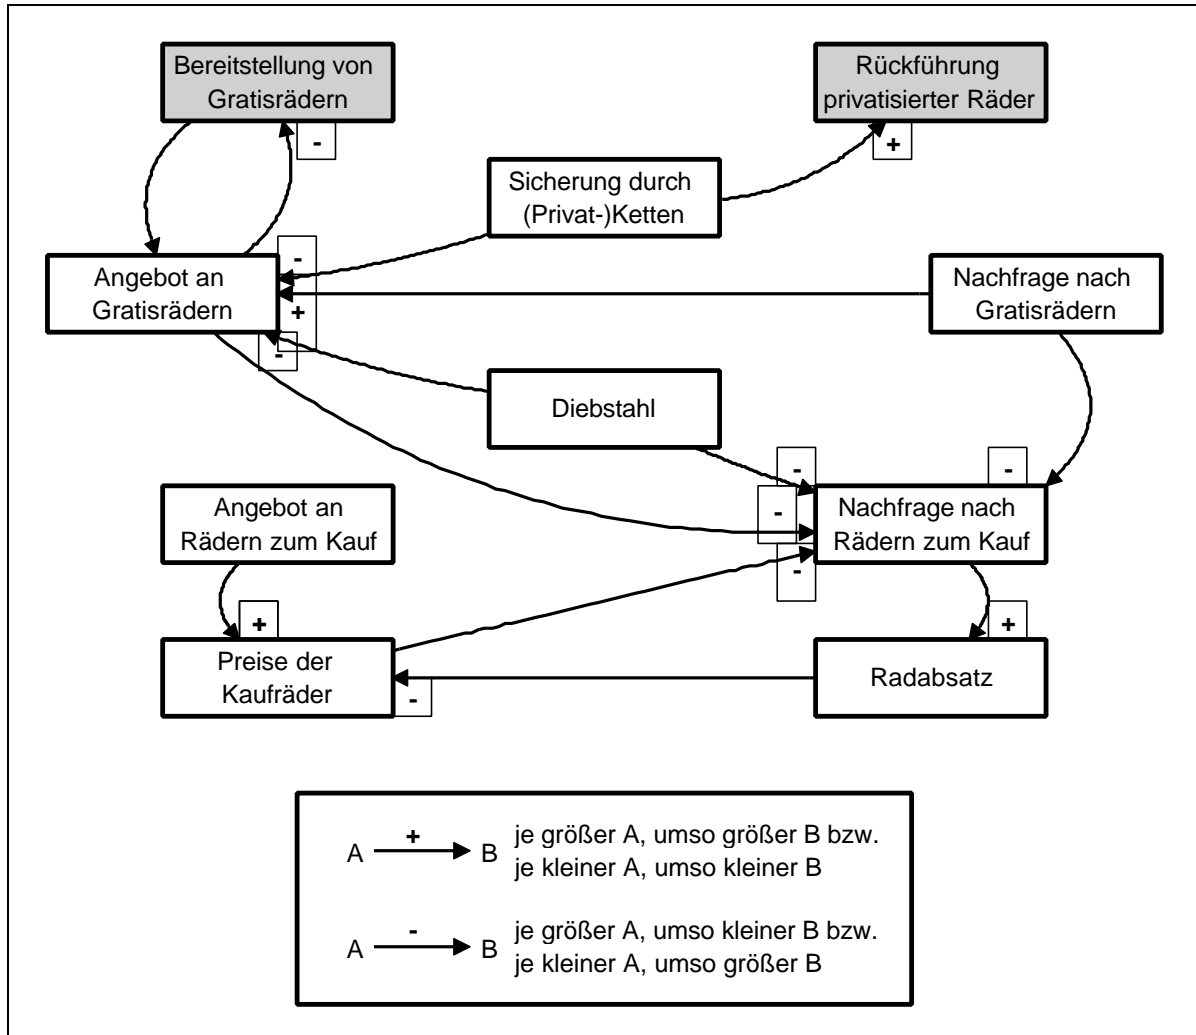 Bereitstellung von
Gratisrädern
Rückführung
privatisierter Räder
-
+
Sicherung durch
(Privat-)Ketten
-
Angebot an
Gratisrädern
+
-
Nachfrage nach
Gratisrädern
Diebstahl
-
-
-
Angebot an
Rädern zum Kauf
Nachfrage nach
Rädern zum Kauf
-
+
+
Preise der
Kaufräder
-
Radabsatz
A + B je größer A, umso größer B bzw.
je kleiner A, umso kleiner B
A - B je größer A, umso kleiner B bzw.
je kleiner A, umso größer B